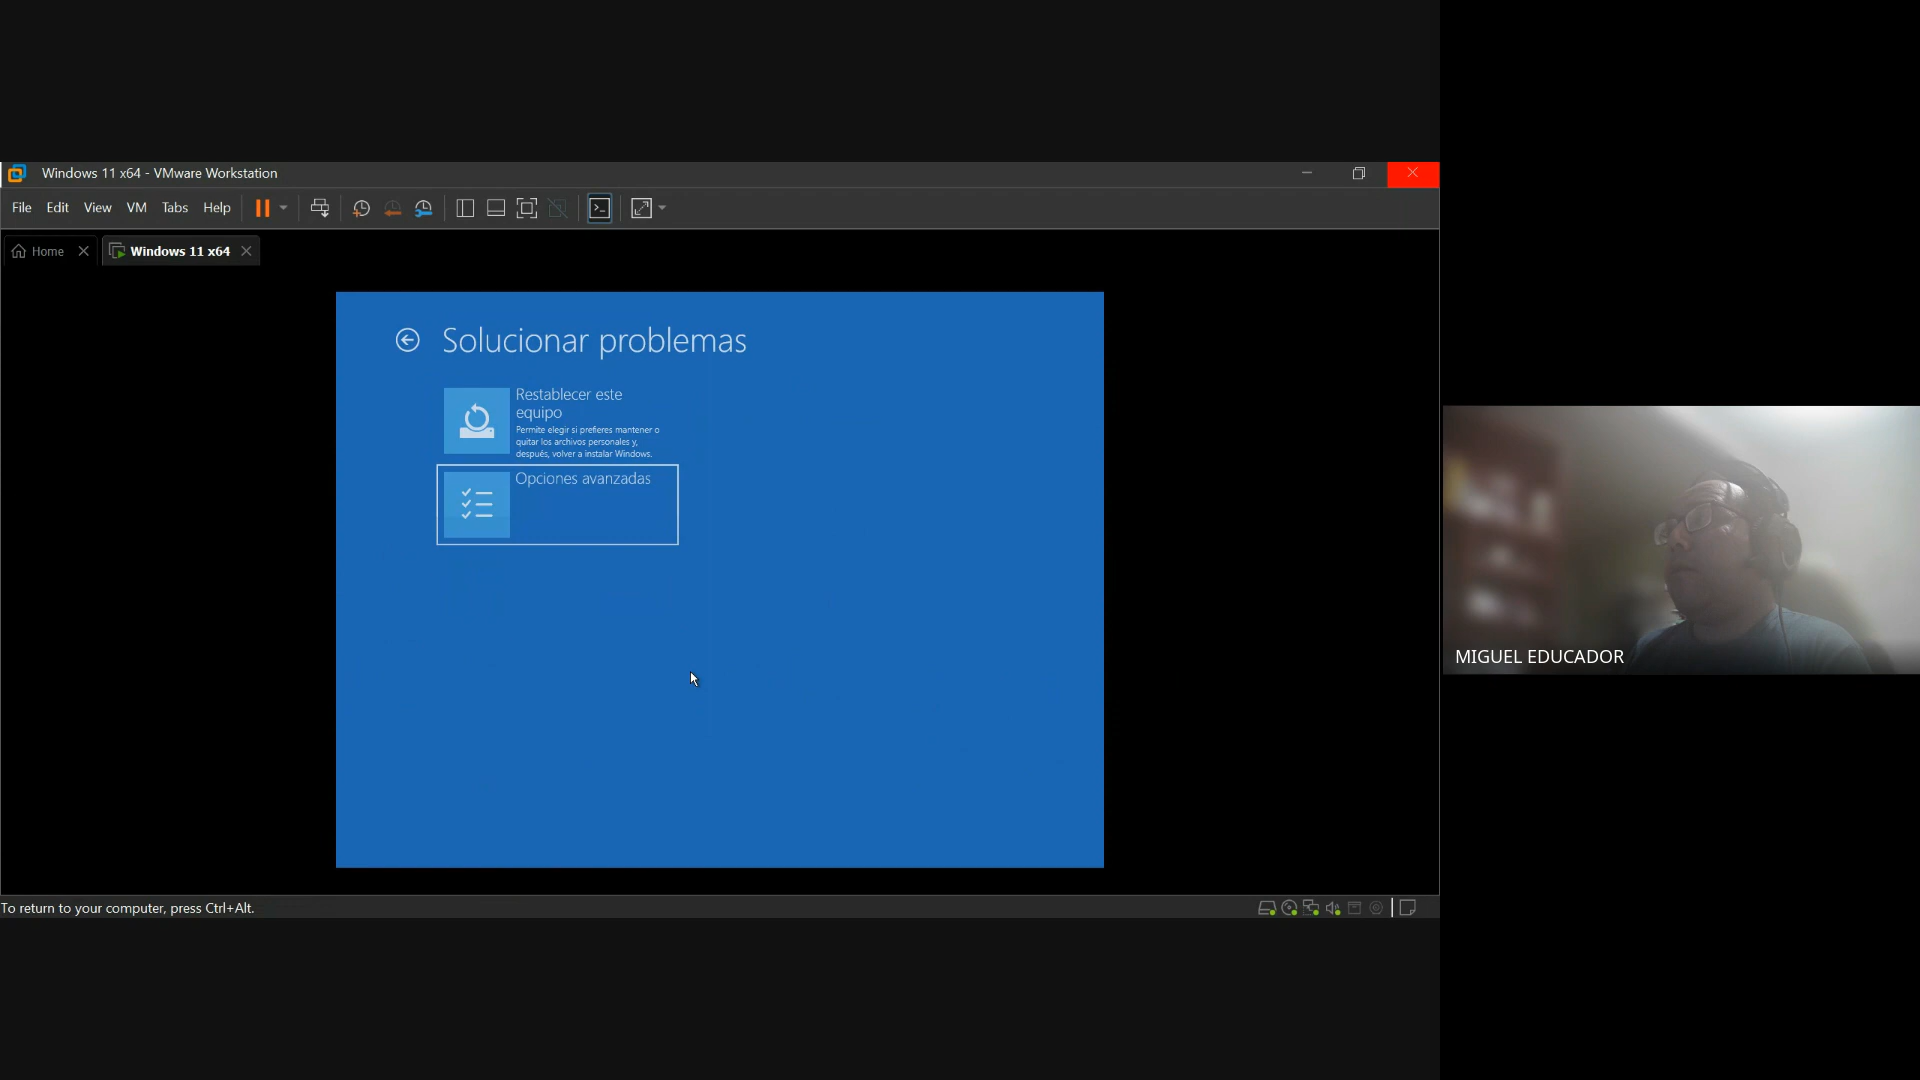 Windows 11 x64 - VMware Workstation
File Edit View VM Tabs Help
Home Windows 11 x64
Solucionar problemas
Restablecer este
equipo
Permite elegir si prefieres mantener o
quitar los archivos personales y,
después, volver a instalar Windows.
Opciones avanzadas
MIGUEL EDUCADOR
To return to your computer, press Ctrl+Alt.